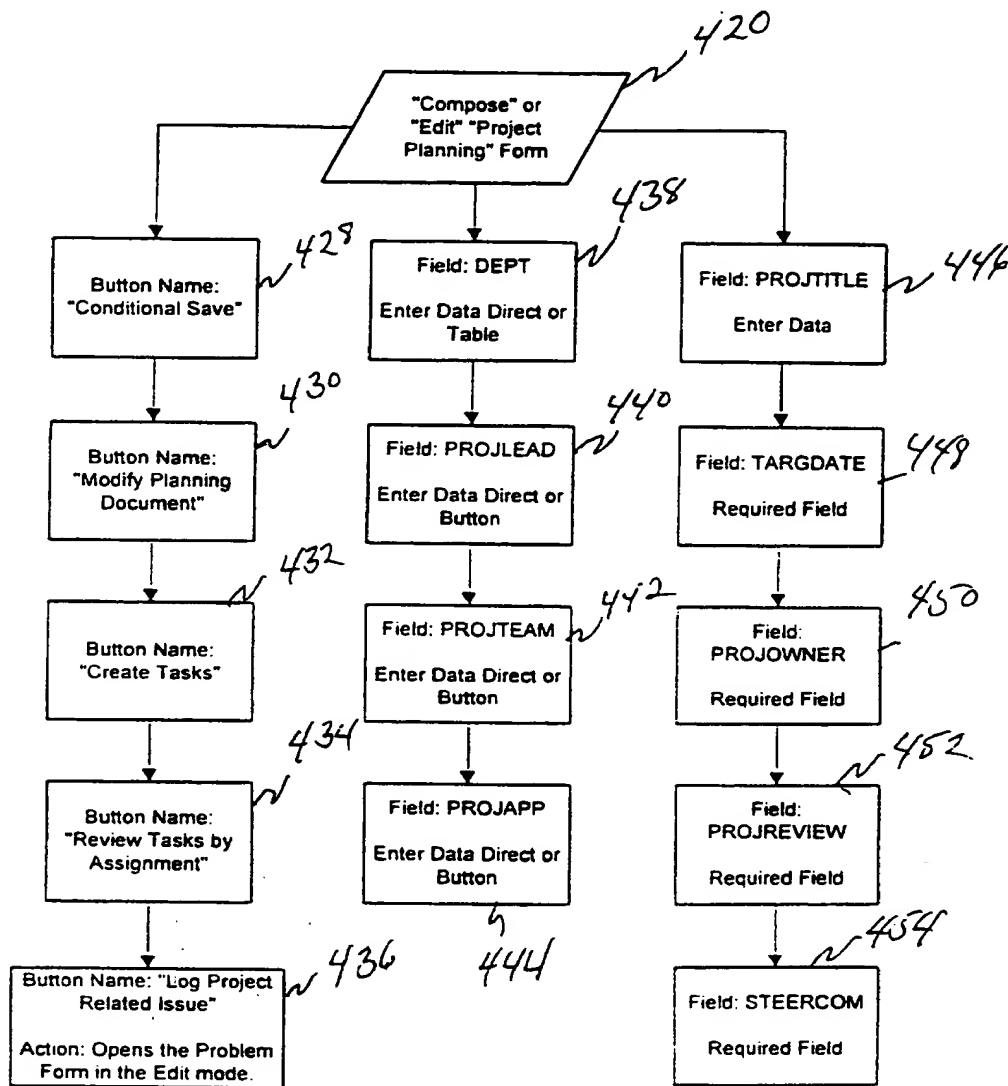 420
"Compose" or
"Edit" "Project
Planning" Form
428
Button Name:
"Conditional Save"
430
Button Name:
"Modify Planning
Document"
432
Button Name:
"Create Tasks"
434
Button Name:
"Review Tasks by
Assignment"
436
Button Name: "Log Project
Related Issue"
Action: Opens the Problem
Form in the Edit mode.
438
Field: DEPT
Enter Data Direct or
Table
440
Field: PROJLEAD
Enter Data Direct or
Button
442
Field: PROJTEAM
Enter Data Direct or
Button
Field: PROJAPP
Enter Data Direct or
Button
444
446
Field: PROJTITLE
Enter Data
448
Field: TARGDATE
Required Field
450
Field:
PROJOWNER
Required Field
452
Field:
PROJREVIEW
Required Field
454
Field: STEERCOM
Required Field